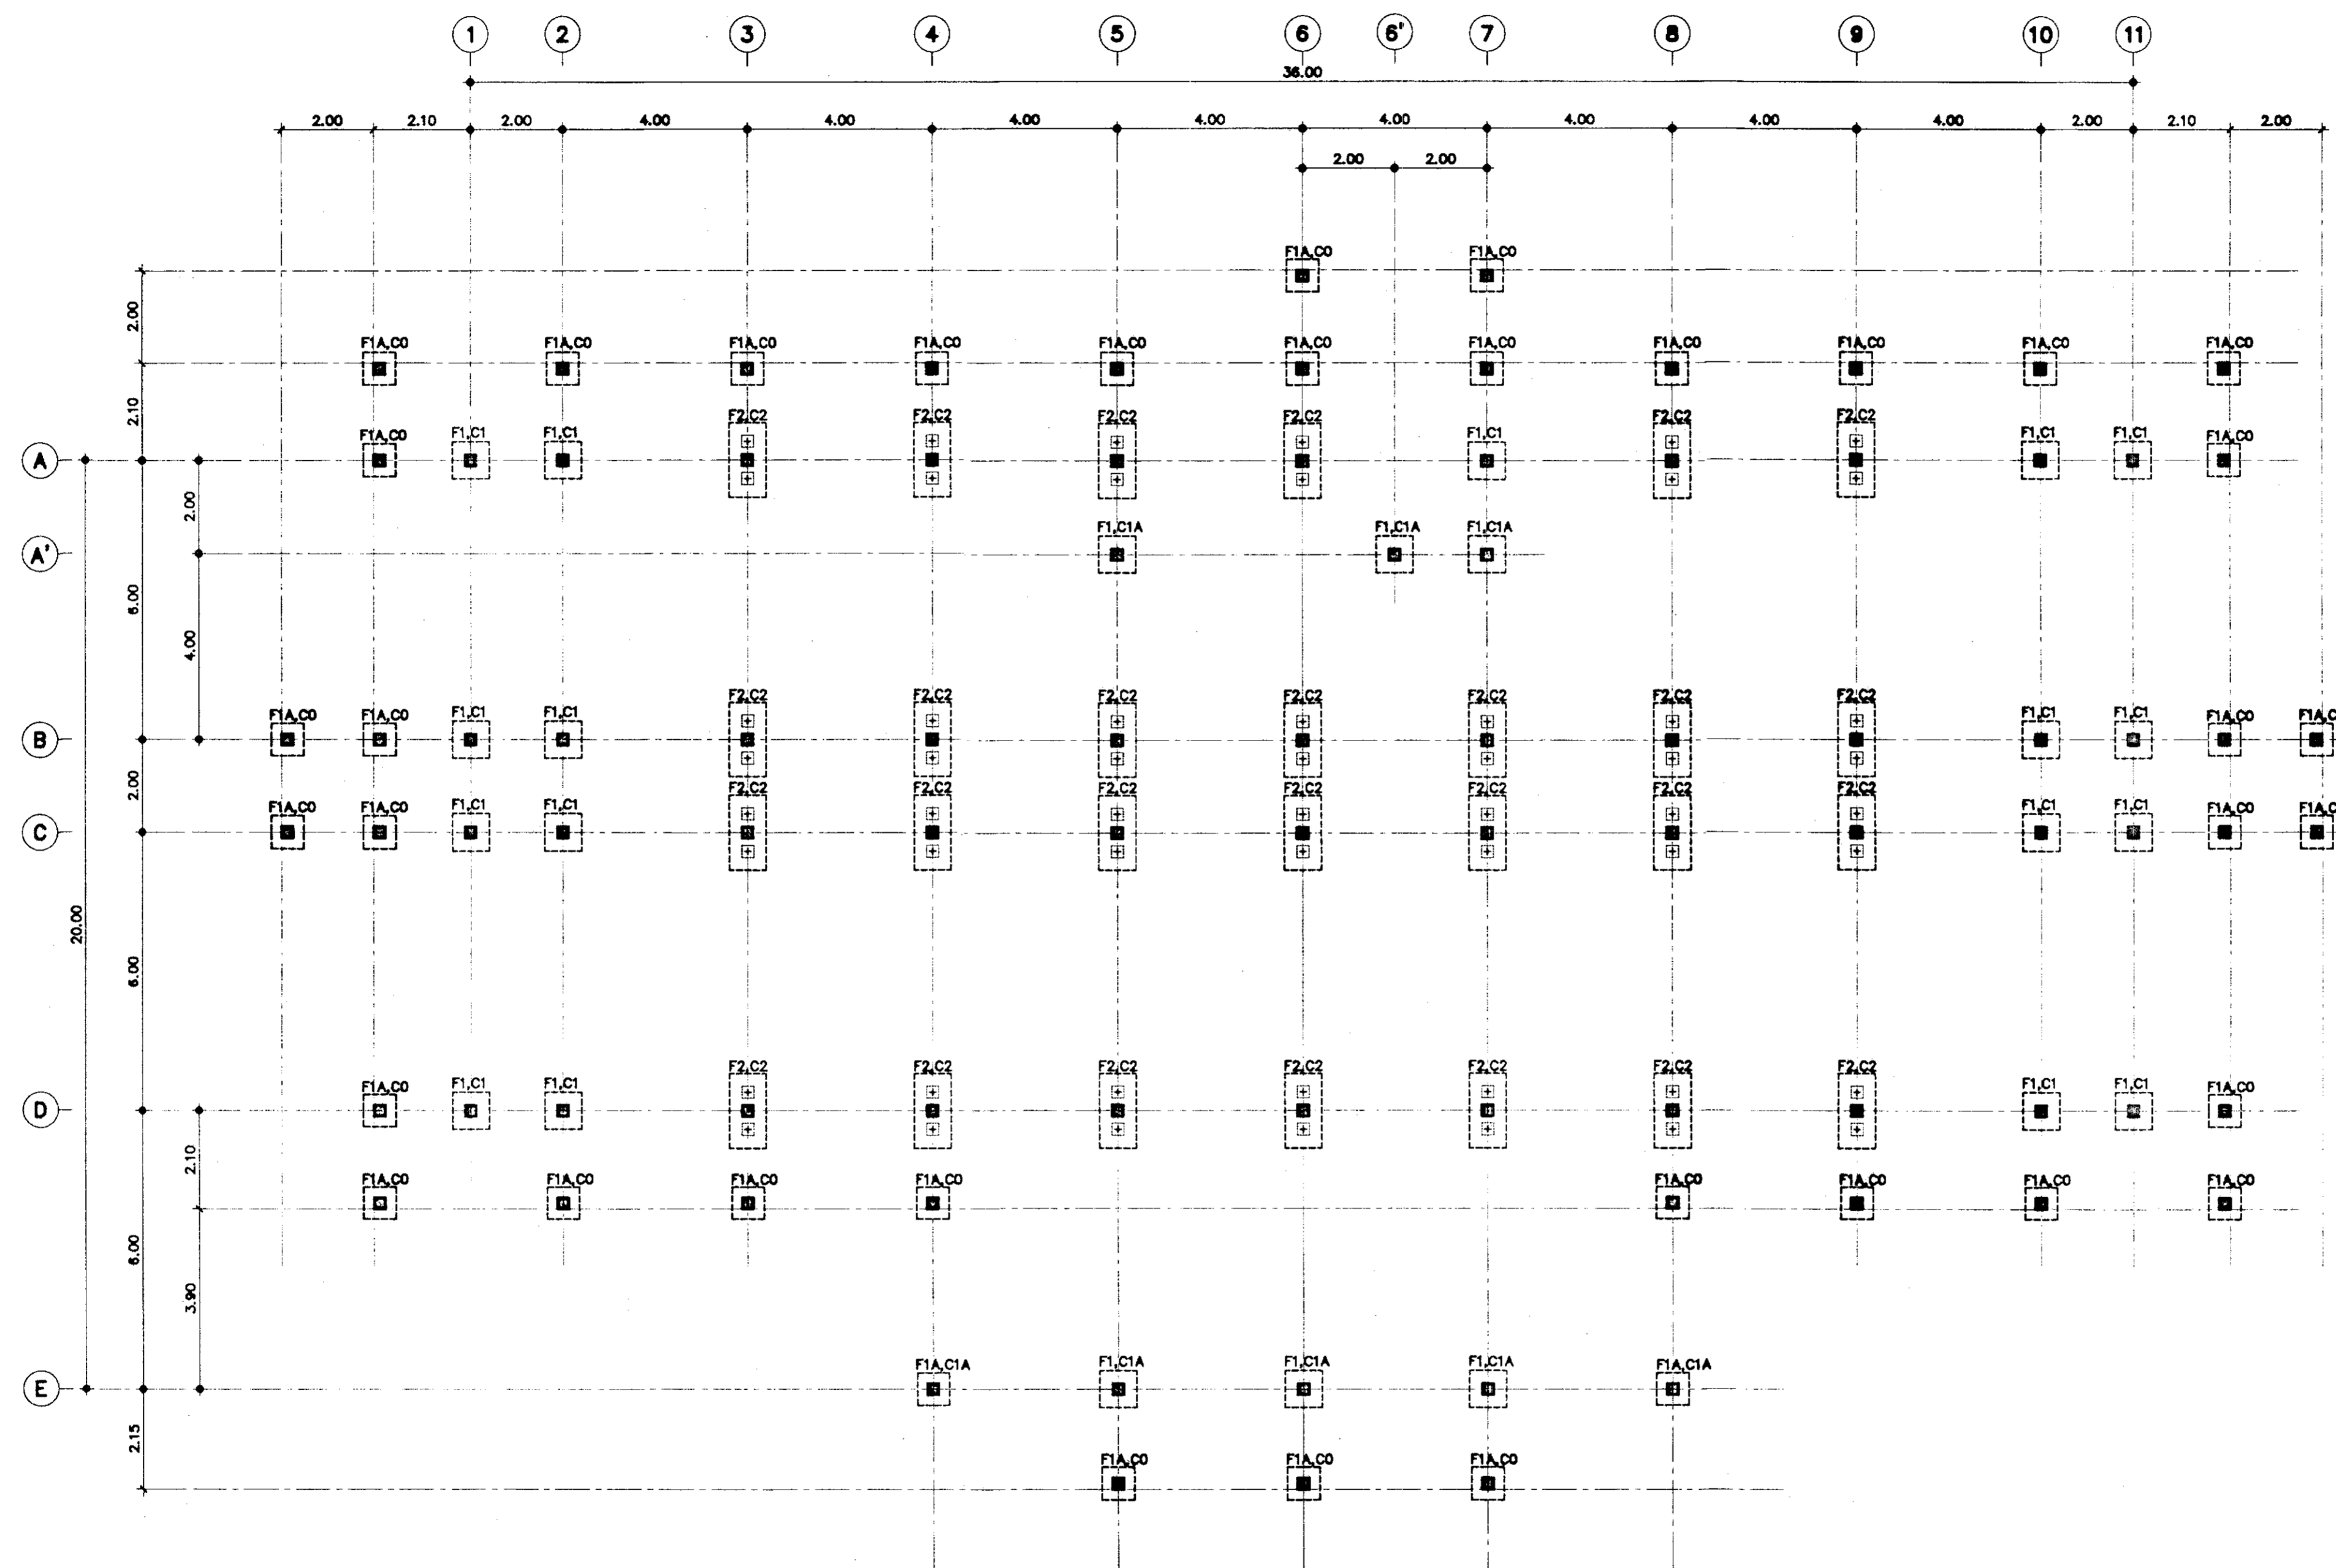 1 2 3 4 5 6 6' 7 8 9 10 11
36.00
2.00 2.10 2.00 4.00 4.00 4.00 4.00 4.00 4.00 4.00 4.00 2.00 2.10 2.00
2.00 2.00
F1A,C0 F1A,C0
2.00
F1A,C0 F1A,C0 F1A,C0 F1A,C0 F1A,C0 F1A,C0 F1A,C0 F1A,C0 F1A,C0 F1A,C0 F1A,C0
2.10
F1A,C0 F1,C1 F1,C1 F2,C2 F2,C2 F2,C2 F2,C2 F1,C1 F2,C2 F2,C2 F1,C1 F1,C1 F1A,C0
A
2.00
F1,C1A F1,C1A F1,C1A
A'
6.00
4.00
F1A,C0 F1A,C0 F1,C1 F1,C1 F2,C2 F2,C2 F2,C2 F2,C2 F2,C2 F2,C2 F2,C2 F1,C1 F1,C1 F1A,C0 F1A,C
B
2.00
F1A,C0 F1A,C0 F1,C1 F1,C1 F2,C2 F2,C2 F2,C2 F2,C2 F2,C2 F2,C2 F2,C2 F1,C1 F1,C1 F1A,C0 F1A,C
C
20.00
6.00
F1A,C0 F1,C1 F1,C1 F2,C2 F2,C2 F2,C2 F2,C2 F2,C2 F2,C2 F2,C2 F1,C1 F1,C1 F1A,C0
D
2.10
F1A,C0 F1A,C0 F1A,C0 F1A,C0 F1A,C0 F1A,C0 F1A,C0 F1A,C0
6.00
3.90
F1A,C1A F1,C1A F1,C1A F1,C1A F1A,C1A
E
2.15
F1A,C0 F1A,C0 F1A,C0